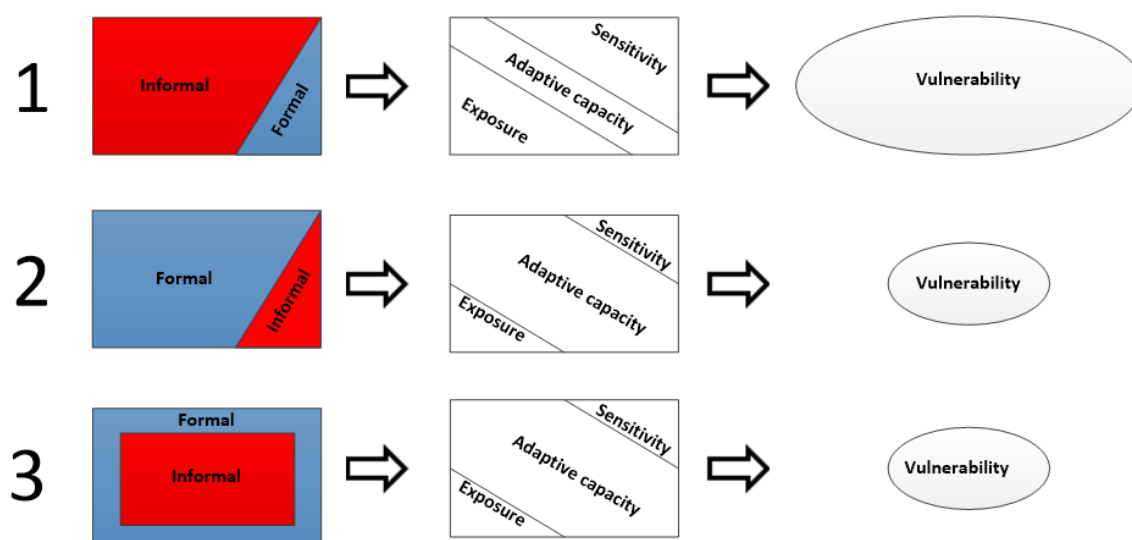 1
Informal
Formal
Sensitivity
Adaptive capacity
Exposure
Vulnerability
2
Formal
Informal
Sensitivity
Adaptive capacity
Exposure
Vulnerability
3
Formal
Informal
Sensitivity
Adaptive capacity
Exposure
Vulnerability